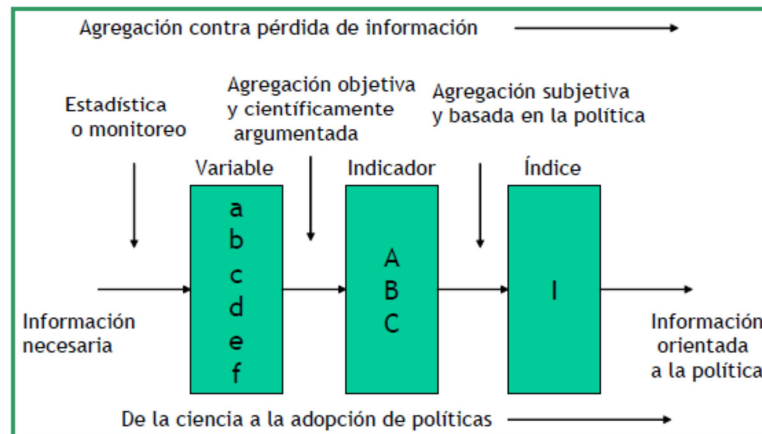 Agregación contra pérdida de información
Estadística
o monitoreo
Agregación objetiva
y científicamente
argumentada
Agregación subjetiva
y basada en la política
Variable
Indicador
Índice
a
b
c
d
e
f
A
B
C
I
Información
necesaria
Información
orientada
a la política
De la ciencia a la adopción de políticas